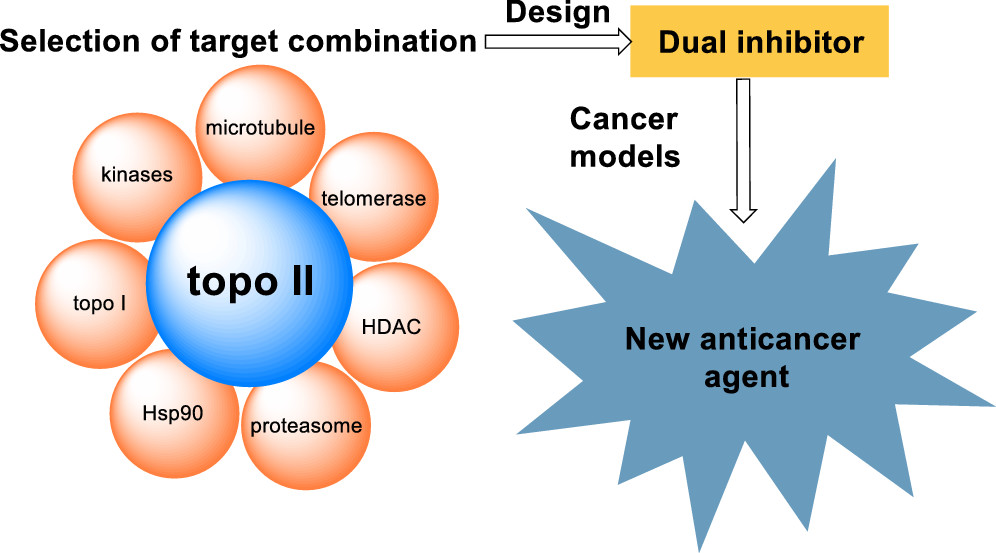 Selection of target combination
Design
Dual inhibitor
Cancer
models
microtubule
kinases
telomerase
topo II
topo I
HDAC
Hsp90
proteasome
New anticancer
agent